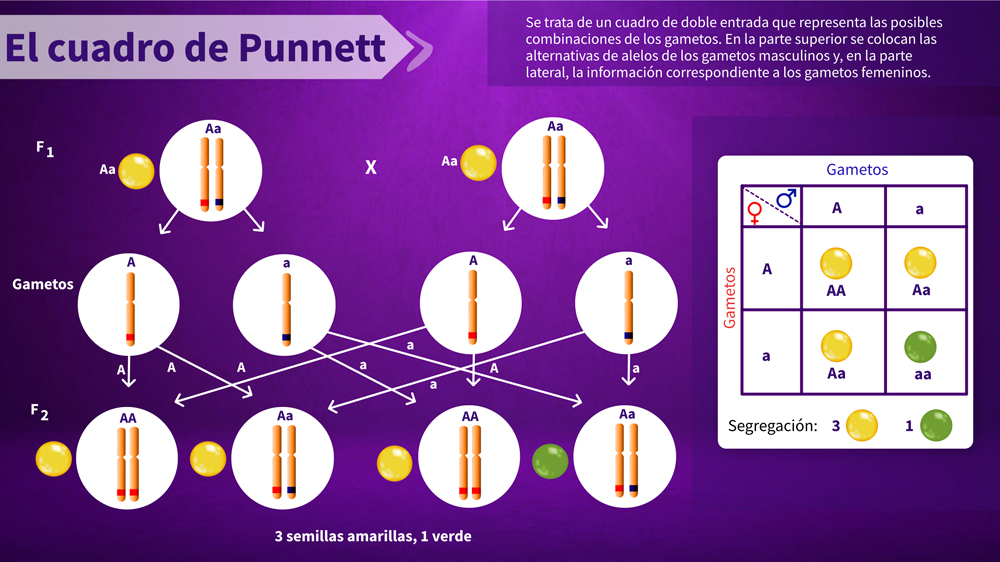 El cuadro de Punnett
Se trata de un cuadro de doble entrada que representa las posibles
combinaciones de los gametos. En la parte superior se colocan las
alternativas de alelos de los gametos masculinos y, en la parte
lateral, la información correspondiente a los gametos femeninos.
F1
Aa
Aa
X
Aa
Aa
Gametos
A
a
A
a
A
A
A
a
a
a
A
a
F2
AA
Aa
AA
Aa
3 semillas amarillas, 1 verde
Gametos
♀ ♂
A
a
Gametos
A
AA
Aa
a
Aa
aa
Segregación: 3 1